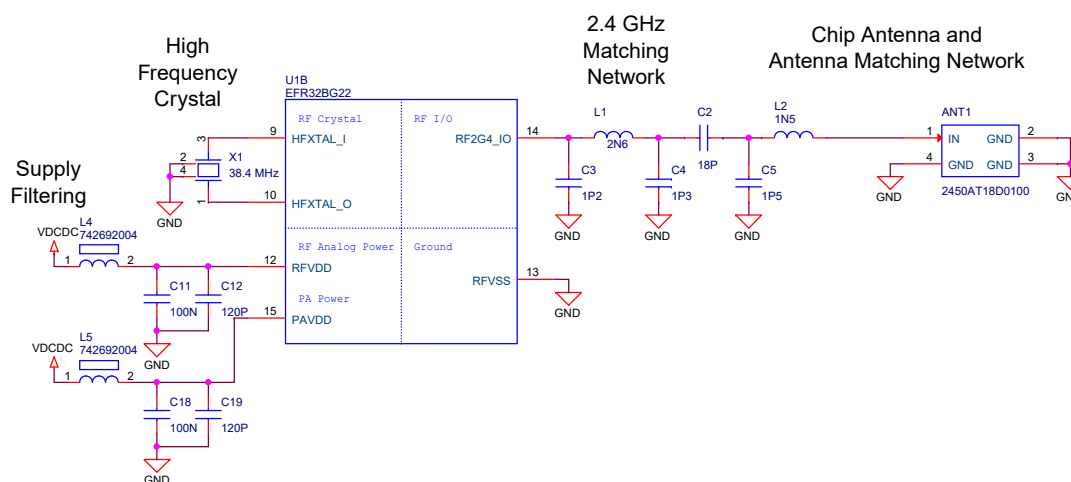 High
Frequency
Crystal
2.4 GHz
Matching
Network
Chip Antenna and
Antenna Matching Network
Supply
Filtering
U1B
EFR32BG22
RF Crystal
RF I/O
9
HFXTAL_I
10
HFXTAL_O
RF2G4_IO
14
RF Analog Power
Ground
12
RFVDD
RFVSS
13
GND
PA Power
15
PAVDD
3
2
4
1
X1
38.4 MHz
GND
L4
742692004
VDCDC
1
2
C11
100N
C12
120P
GND
L5
742692004
VDCDC
1
2
C18
100N
C19
120P
GND
L1
2N6
C2
18P
L2
1N5
C3
1P2
GND
C4
1P3
GND
C5
1P5
GND
ANT1
1
IN
GND
2
4
GND
GND
3
2450AT18D0100
GND
GND